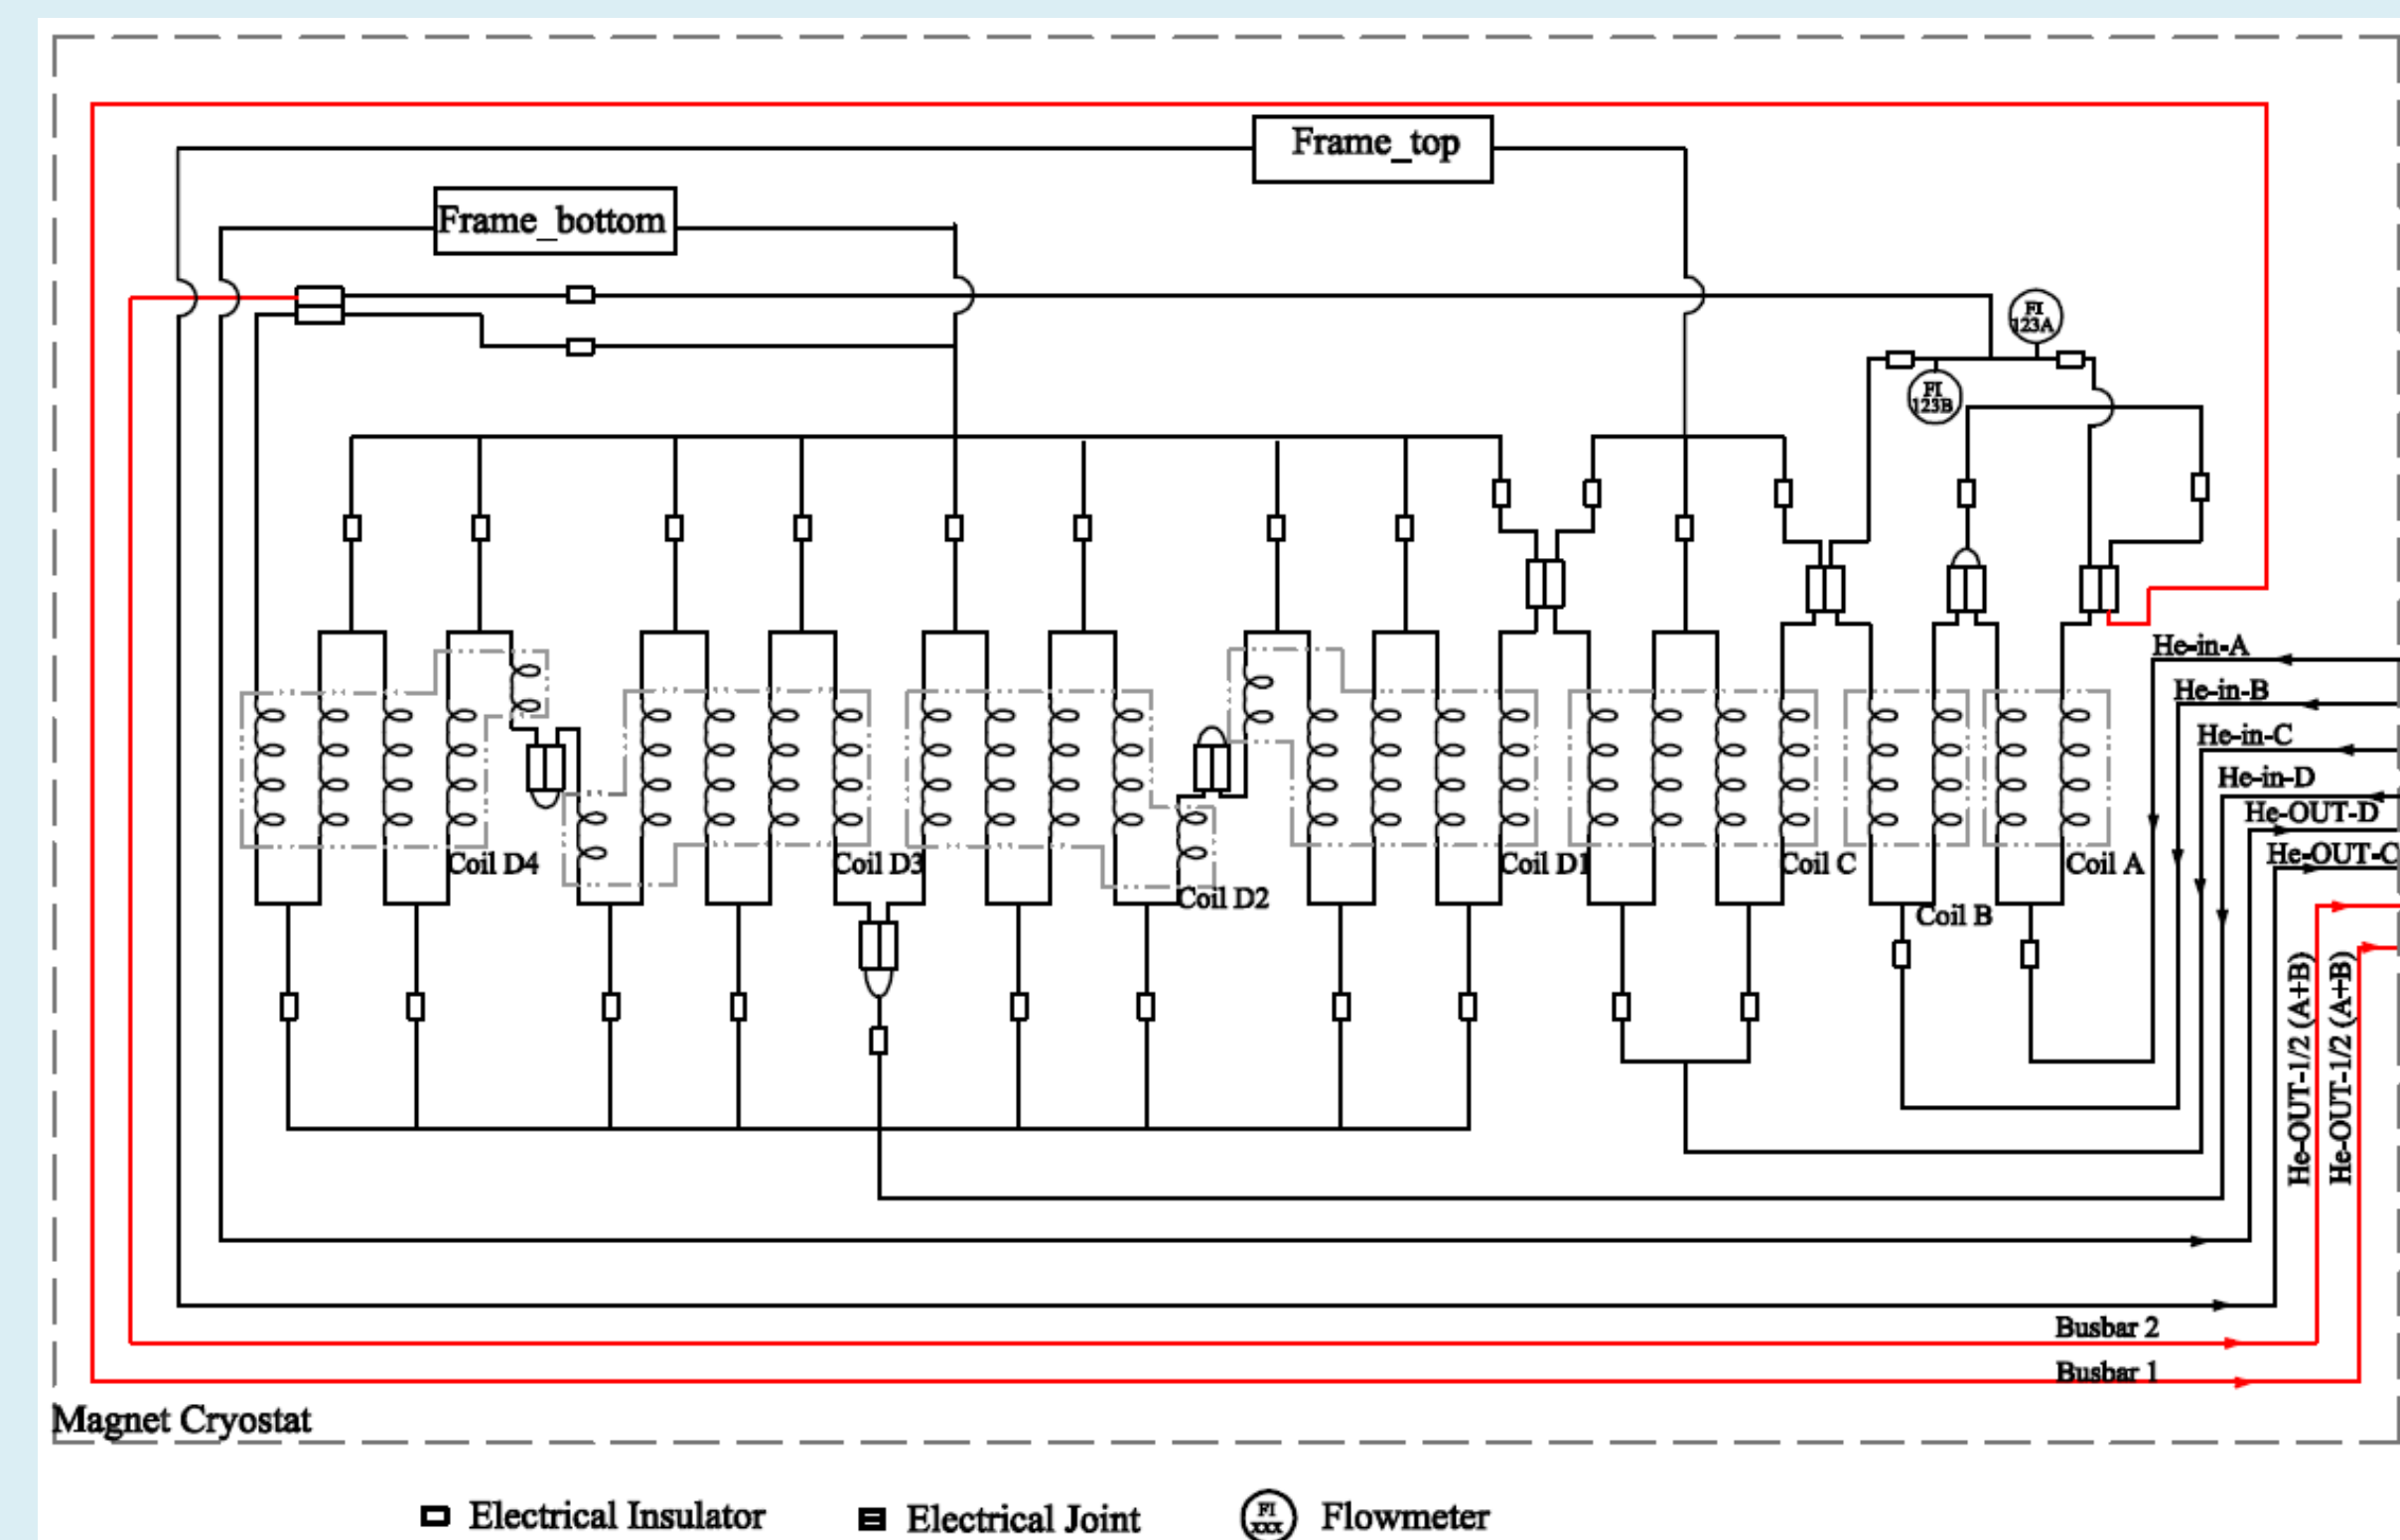 Frame_top
Frame_bottom
FI
123A
FI
123B
He-in-A
He-in-B
He-in-C
He-in-D
He-OUT-D
He-OUT-C
Coil D4
Coil D3
Coil D2
Coil D1
Coil C
Coil B
Coil A
He-OUT-1/2 (A+B)
He-OUT-1/2 (A+B)
Busbar 2
Busbar 1
Magnet Cryostat
Electrical Insulator
Electrical Joint
FI
xxx
Flowmeter